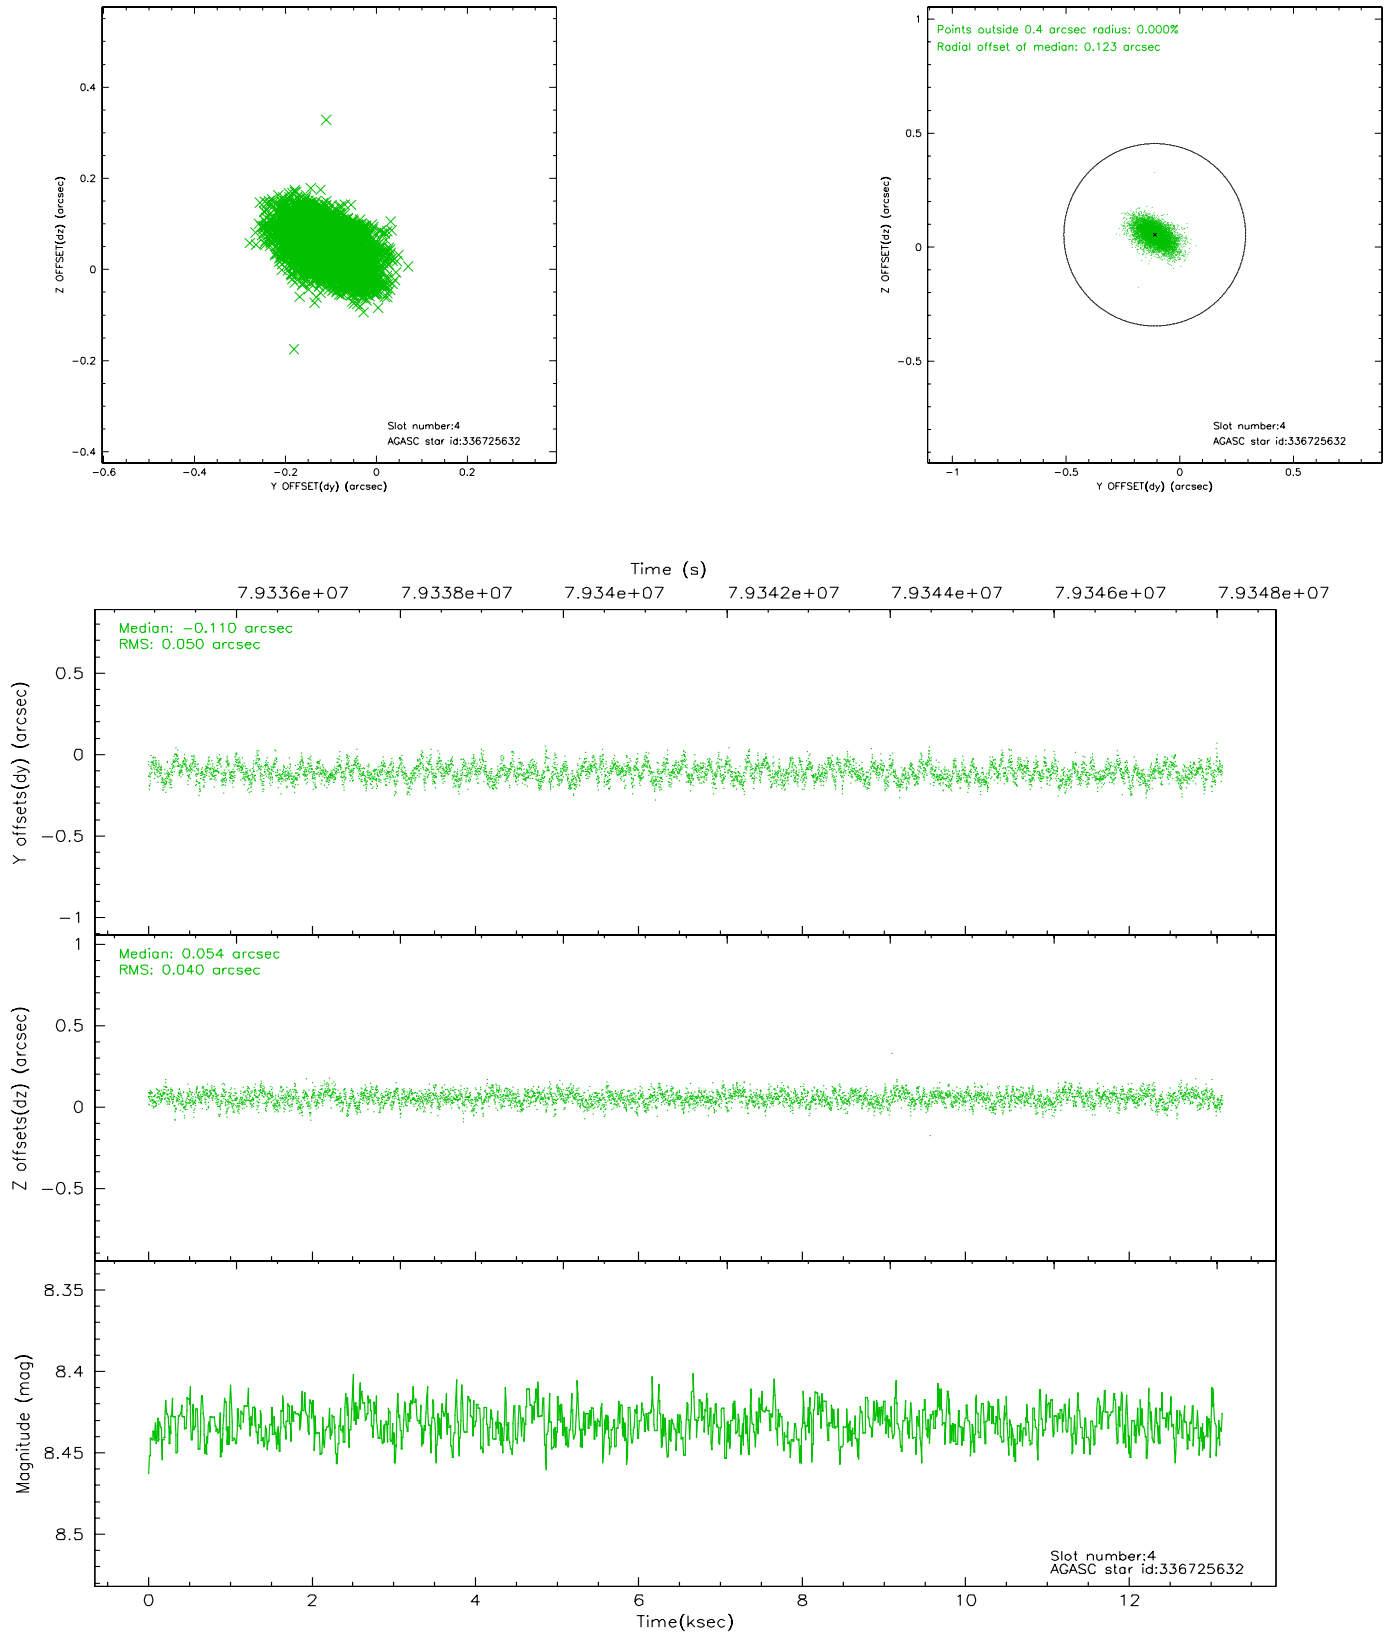 0.4
0.2
0
−0.2
−0.4
Z OFFSET(dz) (arcsec)
−0.6
−0.4
−0.2
0
0.2
Y OFFSET(dy) (arcsec)
Slot number:4
AGASC star id:336725632
Points outside 0.4 arcsec radius: 0.000%
Radial offset of median: 0.123 arcsec
1
0.5
0
−0.5
Z OFFSET(dz) (arcsec)
−1
−0.5
0
0.5
Y OFFSET(dy) (arcsec)
Slot number:4
AGASC star id:336725632
Time (s)
7.9336e+07
7.9338e+07
7.934e+07
7.9342e+07
7.9344e+07
7.9346e+07
7.9348e+07
Median: −0.110 arcsec
RMS: 0.050 arcsec
0.5
0
−0.5
−1
Y offsets(dy) (arcsec)
Median: 0.054 arcsec
RMS: 0.040 arcsec
1
0.5
0
−0.5
Z offsets(dz) (arcsec)
8.35
8.4
8.45
8.5
Magnitude (mag)
Slot number:4
AGASC star id:336725632
0
2
4
6
8
10
12
Time(ksec)